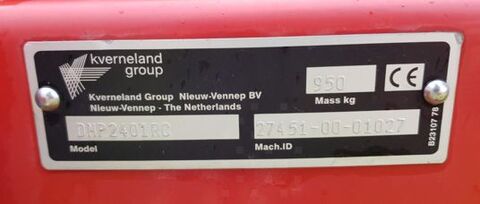 kverneland
group
Kverneland Group Nieuw-Vennep BV
Nieuw-Vennep - The Netherlands
950
Mass kg
CE
DMP2401RC
Model
27451-00-01027
Mach.ID
B23107 78